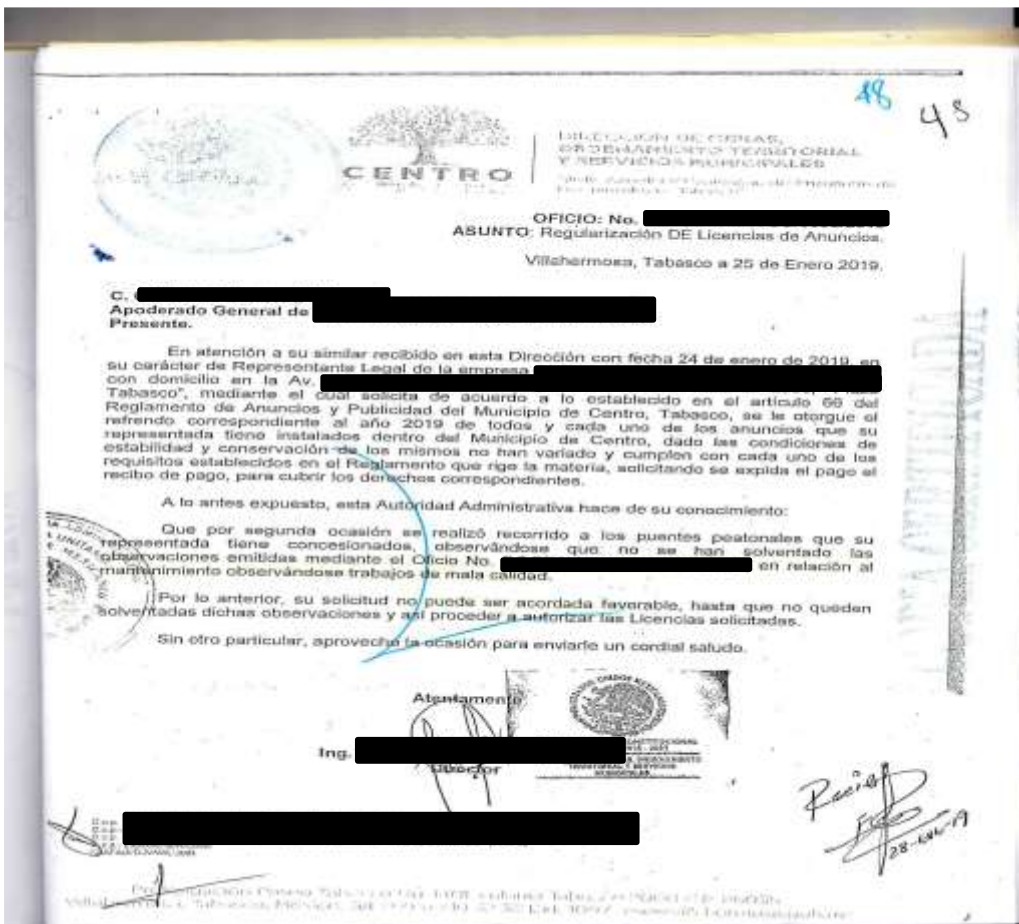 48
48
CENTRO
DIRECCIÓN DE OBRAS,
ORDENAMIENTO TERRITORIAL
Y SERVICIOS MUNICIPALES
OFICIO: No.
ASUNTO: Regularización DE Licencias de Anuncios.
Villahermosa, Tabasco a 25 de Enero 2019.
C.
Apoderado General de
Presente.
En atención a su similar recibido en esta Dirección con fecha 24 de enero de 2019, en
su carácter de Representante Legal de la empresa
con domicilio en la Av.
Tabasco", mediante el cual solicita de acuerdo a lo establecido en el artículo 66 del
Reglamento de Anuncios y Publicidad del Municipio de Centro, Tabasco, se le otorgue el
refrendo correspondiente al año 2019 de todos y cada uno de los anuncios que su
representada tiene instalados dentro del Municipio de Centro, dado las condiciones de
estabilidad y conservación de los mismos no han variado y cumplen con cada uno de los
requisitos establecidos en el Reglamento que rige la materia, solicitando se expida el pago el
recibo de pago, para cubrir los derechos correspondientes.
A lo antes expuesto, esta Autoridad Administrativa hace de su conocimiento:
Que por segunda ocasión se realizó recorrido a los puentes peatonales que su
representada tiene concesionados, observándose que no se han solventado las
observaciones emitidas mediante el Oficio No. en relación al
mantenimiento observándose trabajos de mala calidad.
Por lo anterior, su solicitud no puede ser acordada favorable, hasta que no queden
solventadas dichas observaciones y así proceder a autorizar las Licencias solicitadas.
Sin otro particular, aprovecho la ocasión para enviarle un cordial saludo.
Atentamente
Ing.
Director
TERRITORIAL Y SERVICIOS
MUNICIPALES
28-